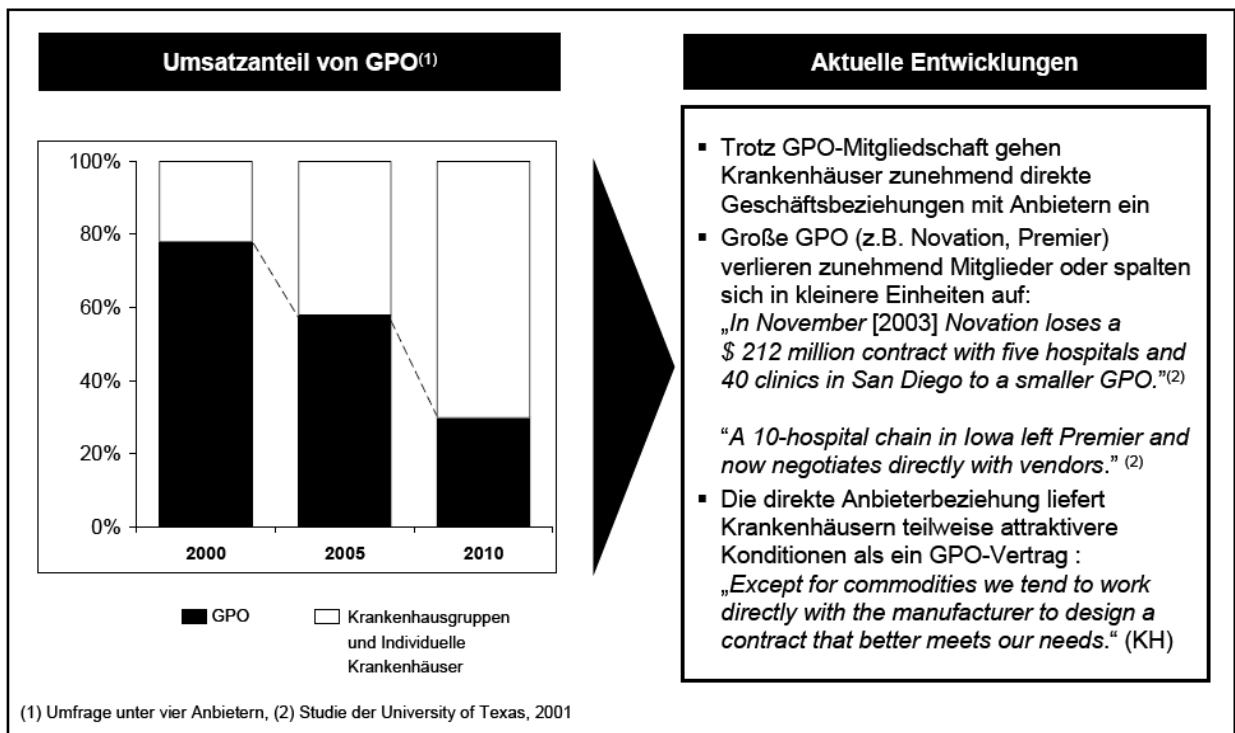 Umsatzanteil von GPO(1)
100%
80%
60%
40%
20%
0%
2000 2005 2010
GPO
Krankenhausgruppen
und Individuelle
Krankenhäuser
Aktuelle Entwicklungen
▪ Trotz GPO-Mitgliedschaft gehen
Krankenhäuser zunehmend direkte
Geschäftsbeziehungen mit Anbietern ein
▪ Große GPO (z.B. Novation, Premier)
verlieren zunehmend Mitglieder oder spalten
sich in kleinere Einheiten auf:
„In November [2003] Novation loses a
$ 212 million contract with five hospitals and
40 clinics in San Diego to a smaller GPO.”(2)
“A 10-hospital chain in Iowa left Premier and
now negotiates directly with vendors.” (2)
▪ Die direkte Anbieterbeziehung liefert
Krankenhäusern teilweise attraktivere
Konditionen als ein GPO-Vertrag :
„Except for commodities we tend to work
directly with the manufacturer to design a
contract that better meets our needs.“ (KH)
(1) Umfrage unter vier Anbietern, (2) Studie der University of Texas, 2001